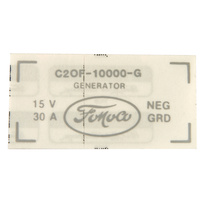 C2OF-10000-G
GENERATOR
15 V
FoMoCo
NEG
30 A
GRD